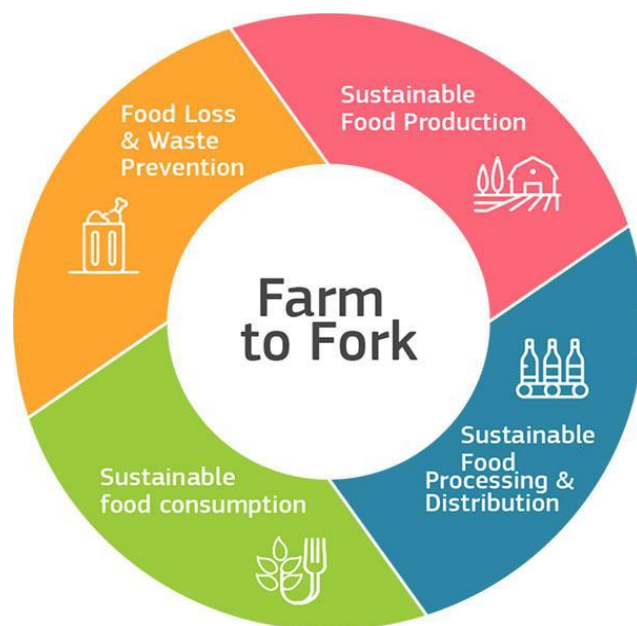 Farm
to Fork
Sustainable
Food Production
Sustainable
Food
Processing &
Distribution
Sustainable
food consumption
Food Loss
& Waste
Prevention